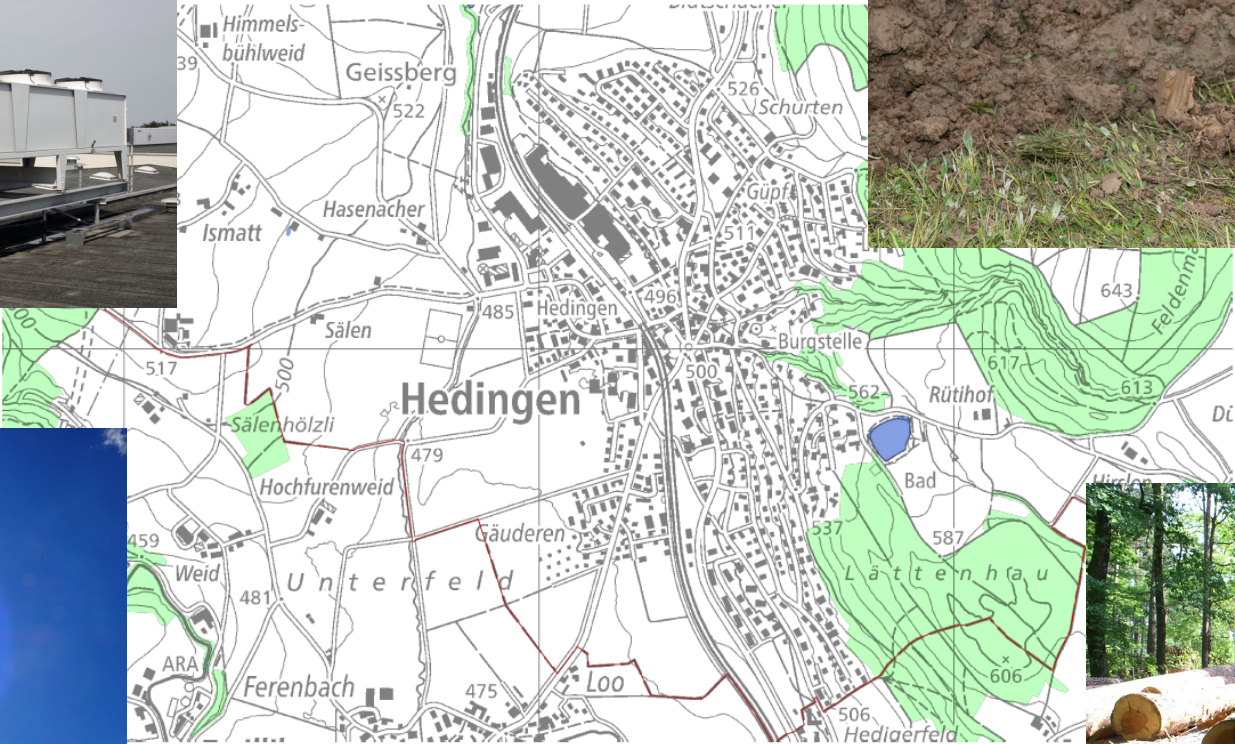 Himmels-
bühlweid
39
Geissberg
522
526
Schurten
Hasenacher
Güpf
Ismatt
511
643
496
485
Hedingen
Sälen
Burgstelle
517
500
617
500
613
562
Rütihof
Hedingen
Sälenhölzli
479
Bad
Hochfurenweid
Gäuderen
537
459
587
Weid
Unterfeld
Lättenhau
481
ARA
606
Ferenbach
475
Loo
506
Hedigerfeld